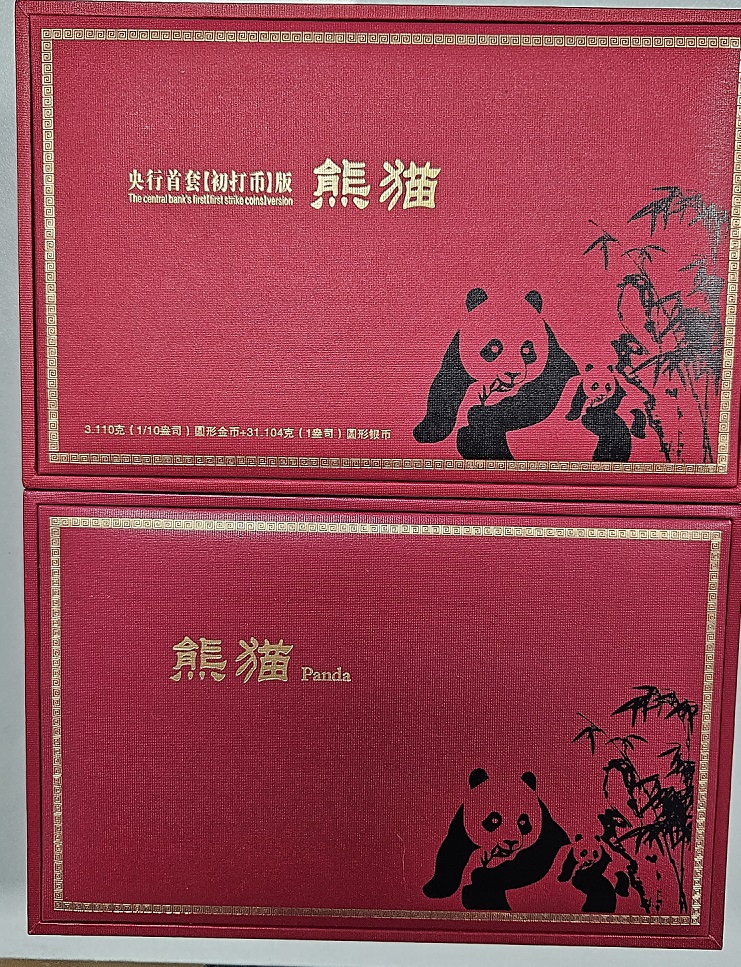 央行首套【初打币】版 熊猫
The central bank's first[first strike coins]version
3.110克（1/10盎司）圆形金币+31.104克（1盎司）圆形银币
熊猫 Panda